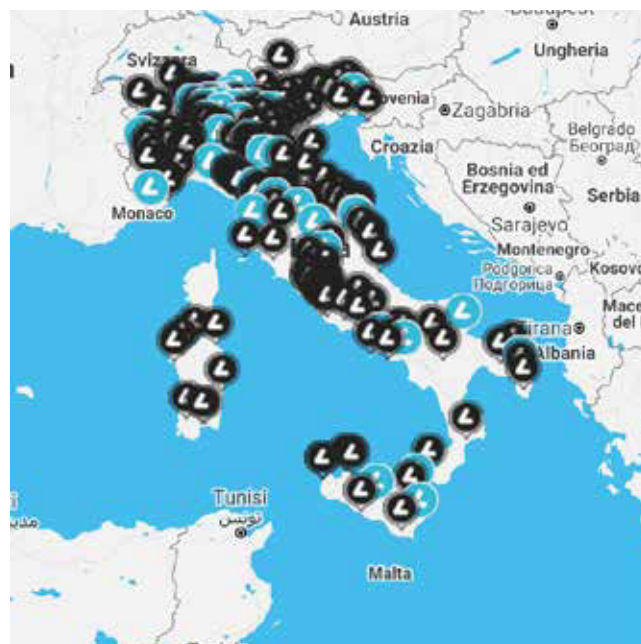 Austria
Svizzera
Ungheria
Zagabria
Croazia
Belgrado
Београд
Bosnia ed
Erzegovina
Serbia
Sarajevo
Monaco
Montenegro
Podgorica
Подгорица
Kosovo
Albania
Tunisi
تونس
Malta